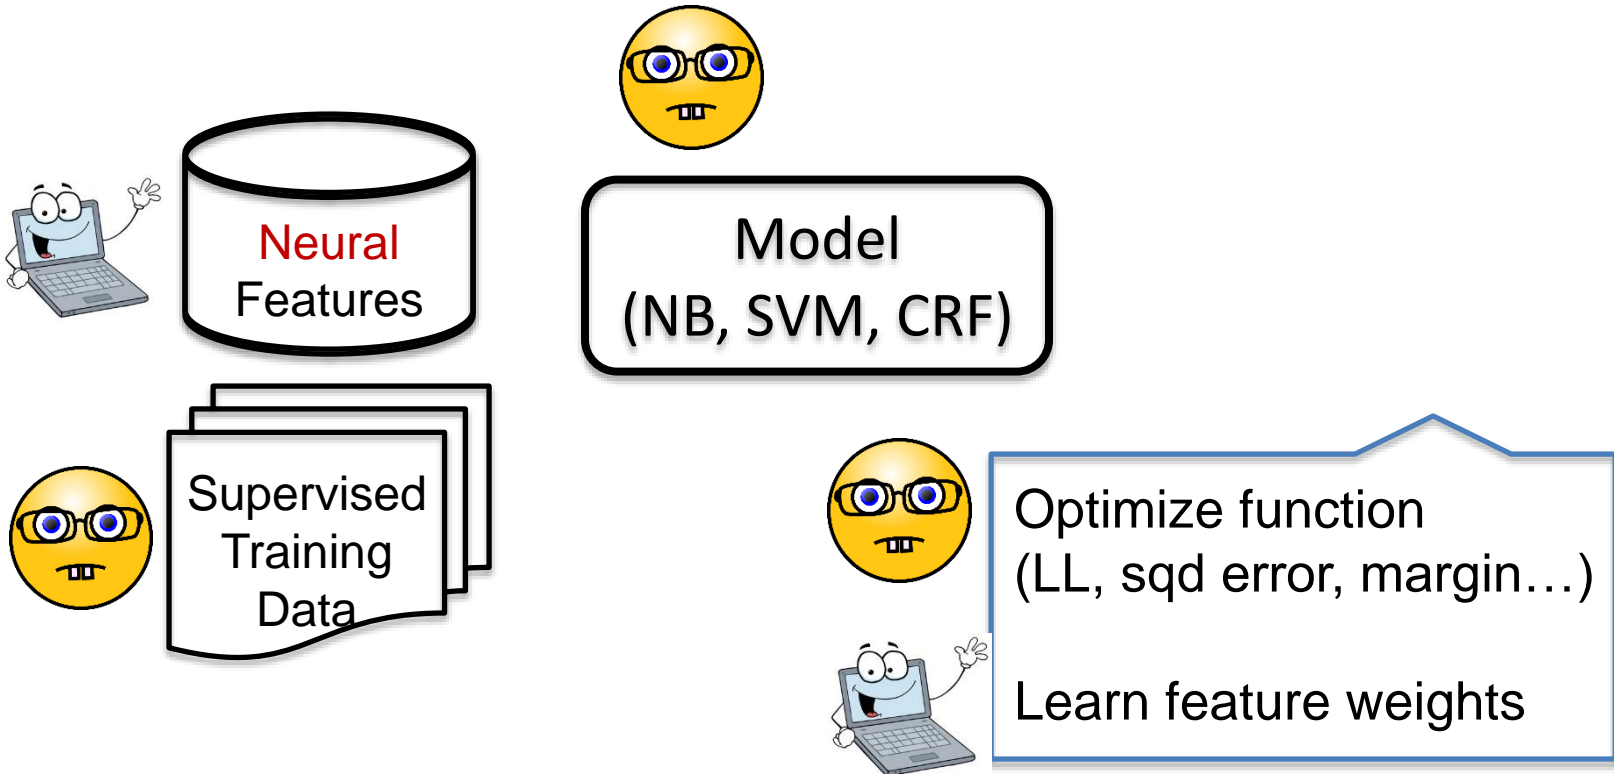 Neural
Features
Model
(NB, SVM, CRF)
Supervised
Training
Data
Optimize function
(LL, sqd error, margin…)
Learn feature weights